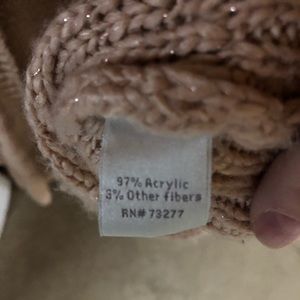 97% Acrylic
3% Other fibers
RN# 73277